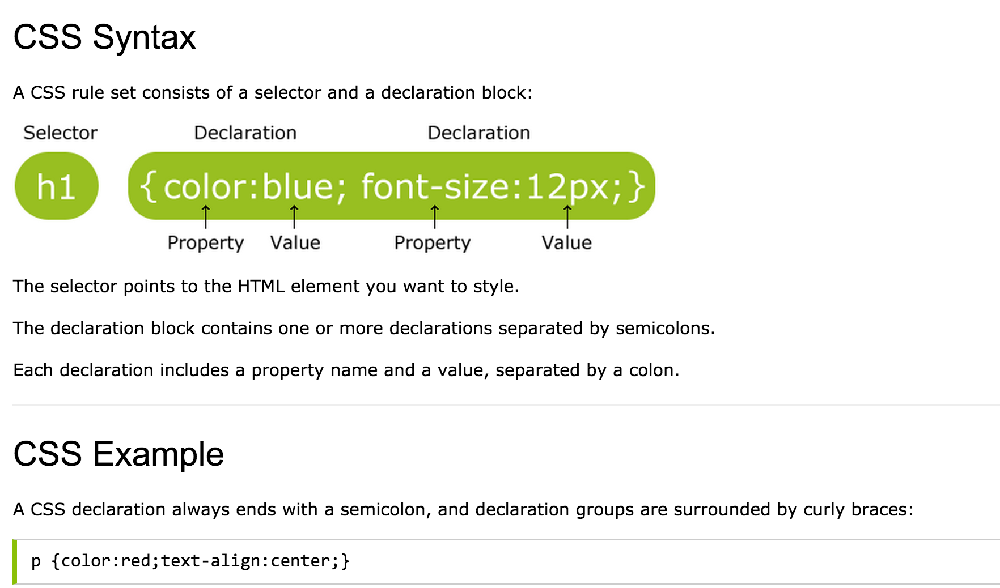 CSS Syntax
A CSS rule set consists of a selector and a declaration block:
Selector Declaration Declaration
h1 {color:blue; font-size:12px;}
Property Value Property Value
The selector points to the HTML element you want to style.
The declaration block contains one or more declarations separated by semicolons.
Each declaration includes a property name and a value, separated by a colon.
CSS Example
A CSS declaration always ends with a semicolon, and declaration groups are surrounded by curly braces:
p {color:red;text-align:center;}